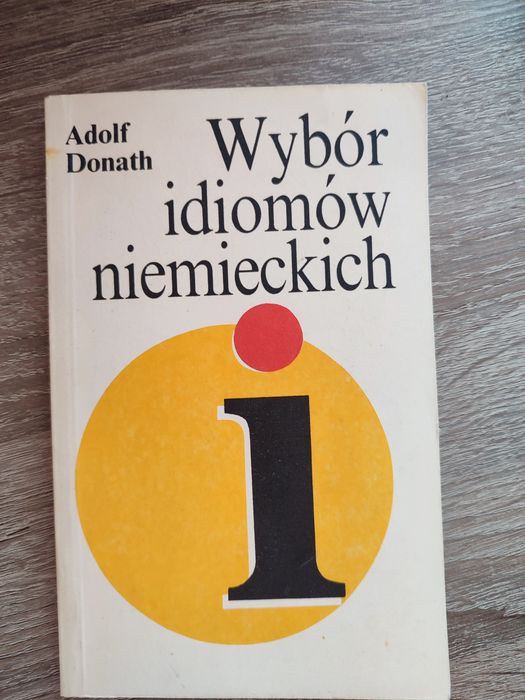 Adolf
Donath
Wybór
idiomów
niemieckich
i